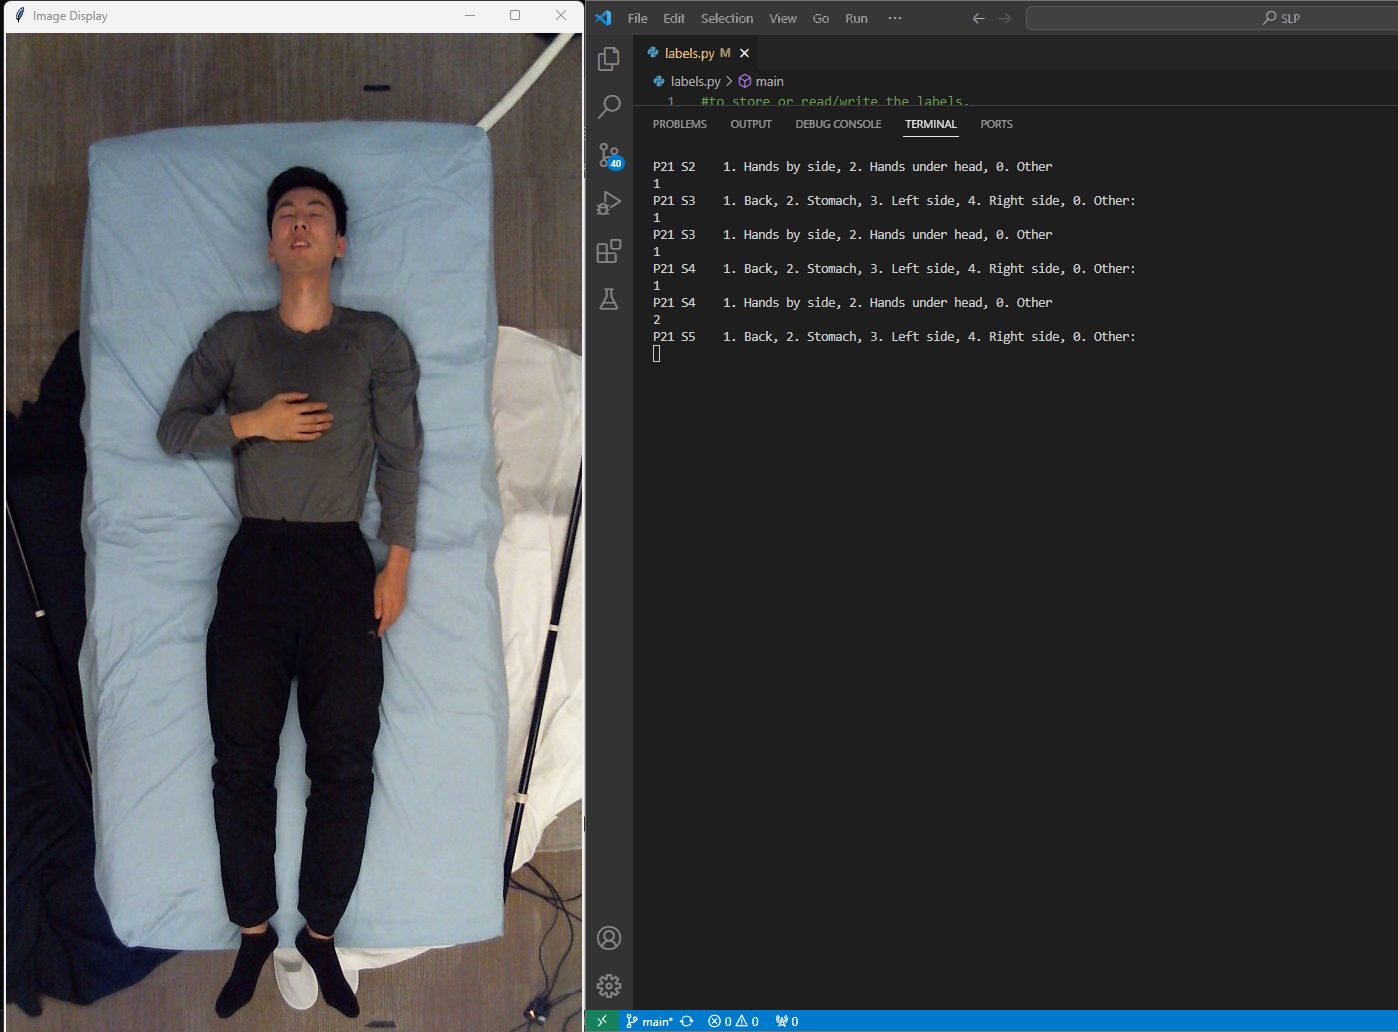 Image Display
File Edit Selection View Go Run ··· SLP
labels.py M
labels.py > main
1 #to store or read/write the labels.
PROBLEMS OUTPUT DEBUG CONSOLE TERMINAL PORTS
P21 S2 1. Hands by side, 2. Hands under head, 0. Other
1
P21 S3 1. Back, 2. Stomach, 3. Left side, 4. Right side, 0. Other:
1
P21 S3 1. Hands by side, 2. Hands under head, 0. Other
1
P21 S4 1. Back, 2. Stomach, 3. Left side, 4. Right side, 0. Other:
1
P21 S4 1. Hands by side, 2. Hands under head, 0. Other
2
P21 S5 1. Back, 2. Stomach, 3. Left side, 4. Right side, 0. Other:
40
main* 0 0 0